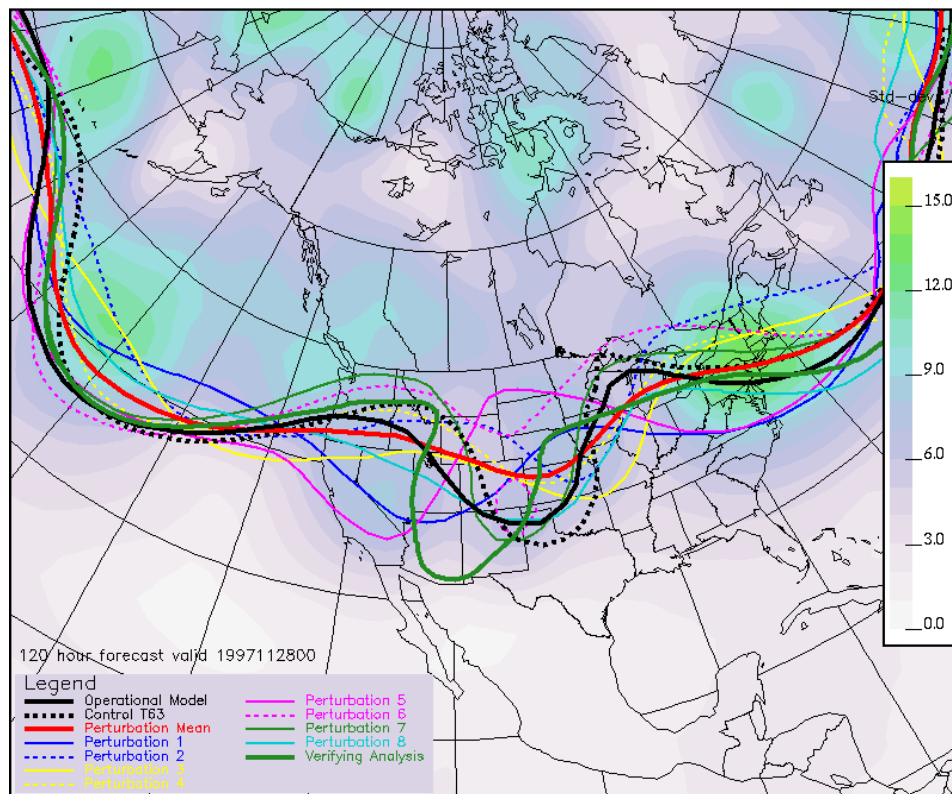 Std-dev
15.0
12.0
9.0
6.0
3.0
0.0
120 hour forecast valid 1997112800
Legend
Operational Model
Control T63
Perturbation Mean
Perturbation 1
Perturbation 2
Perturbation 3
Perturbation 4
Perturbation 5
Perturbation 6
Perturbation 7
Perturbation 8
Verifying Analysis